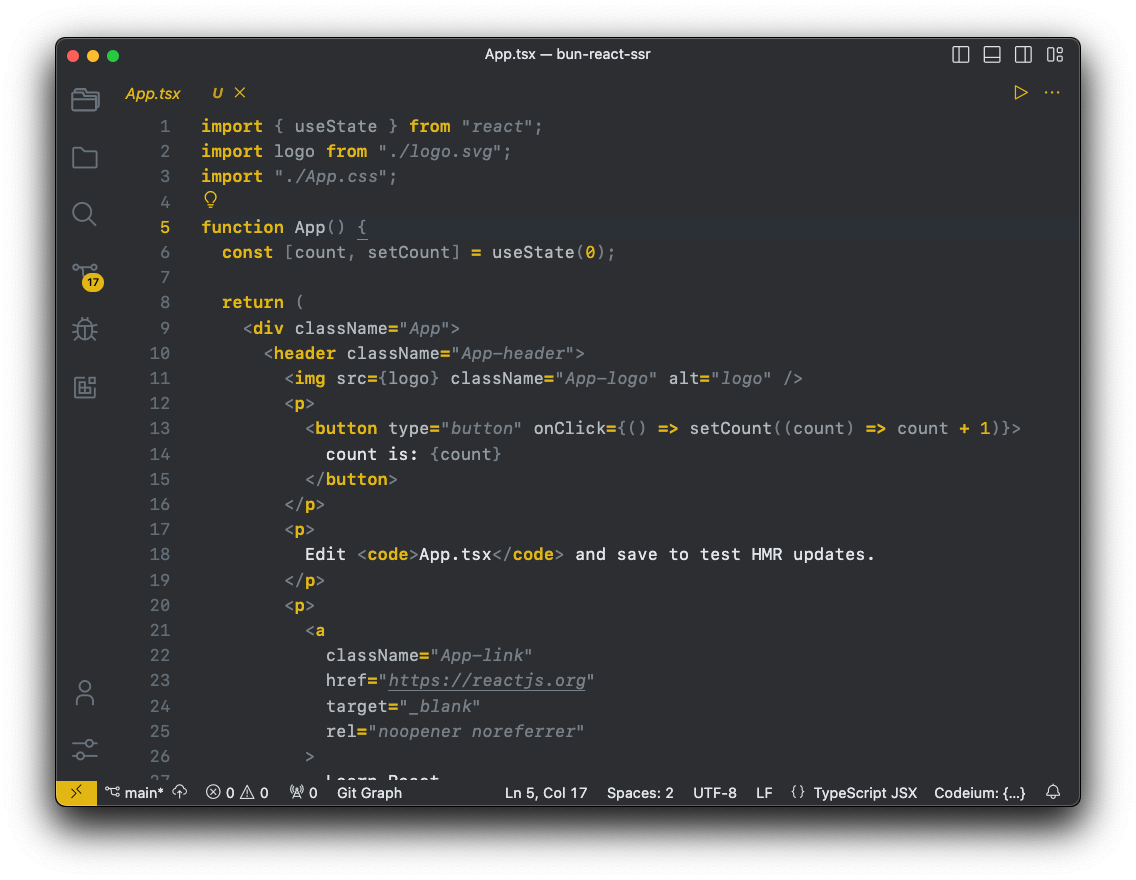 App.tsx — bun-react-ssr
App.tsx U
1 import { useState } from "react";
2 import logo from "./logo.svg";
3 import "./App.css";
4
5 function App() {
6 const [count, setCount] = useState(0);
7
8 return (
9 <div className="App">
10 <header className="App-header">
11 <img src={logo} className="App-logo" alt="logo" />
12 <p>
13 <button type="button" onClick={() => setCount((count) => count + 1)}>
14 count is: {count}
15 </button>
16 </p>
17 <p>
18 Edit <code>App.tsx</code> and save to test HMR updates.
19 </p>
20 <p>
21 <a
22 className="App-link"
23 href="https://reactjs.org"
24 target="_blank"
25 rel="noopener noreferrer"
26 >
27 Learn React
17
main* 0 0 0 Git Graph Ln 5, Col 17 Spaces: 2 UTF-8 LF {} TypeScript JSX Codeium: {...}